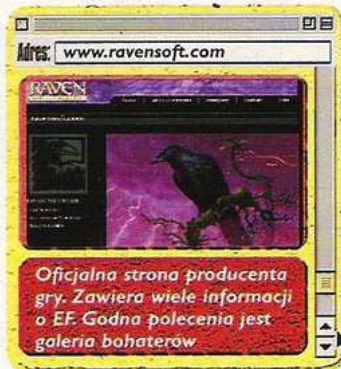 Adres: www.ravensoft.com
RAVEN
Oficjalna strona producenta
gry. Zawiera wiele informacji
o EF. Godna polecenia jest
galeria bohaterów